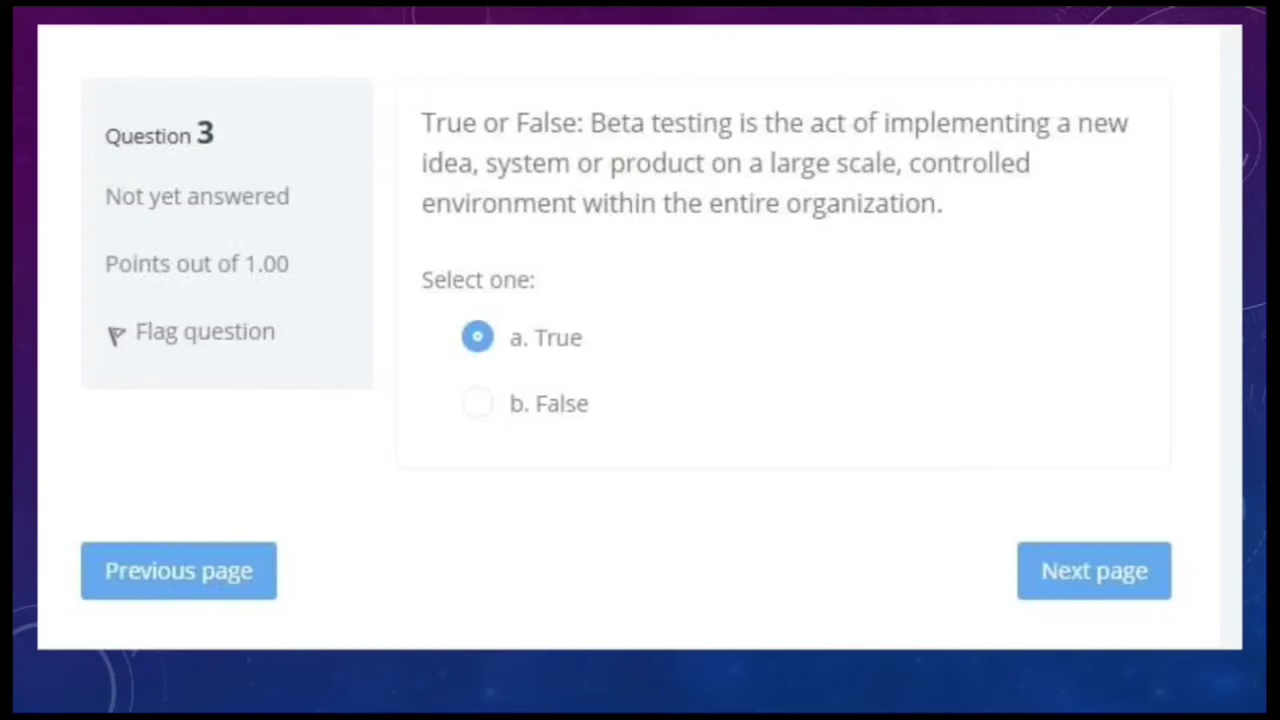 Question 3
Not yet answered
Points out of 1.00
Flag question
True or False: Beta testing is the act of implementing a new
idea, system or product on a large scale, controlled
environment within the entire organization.
Select one:
a. True
b. False
Previous page
Next page